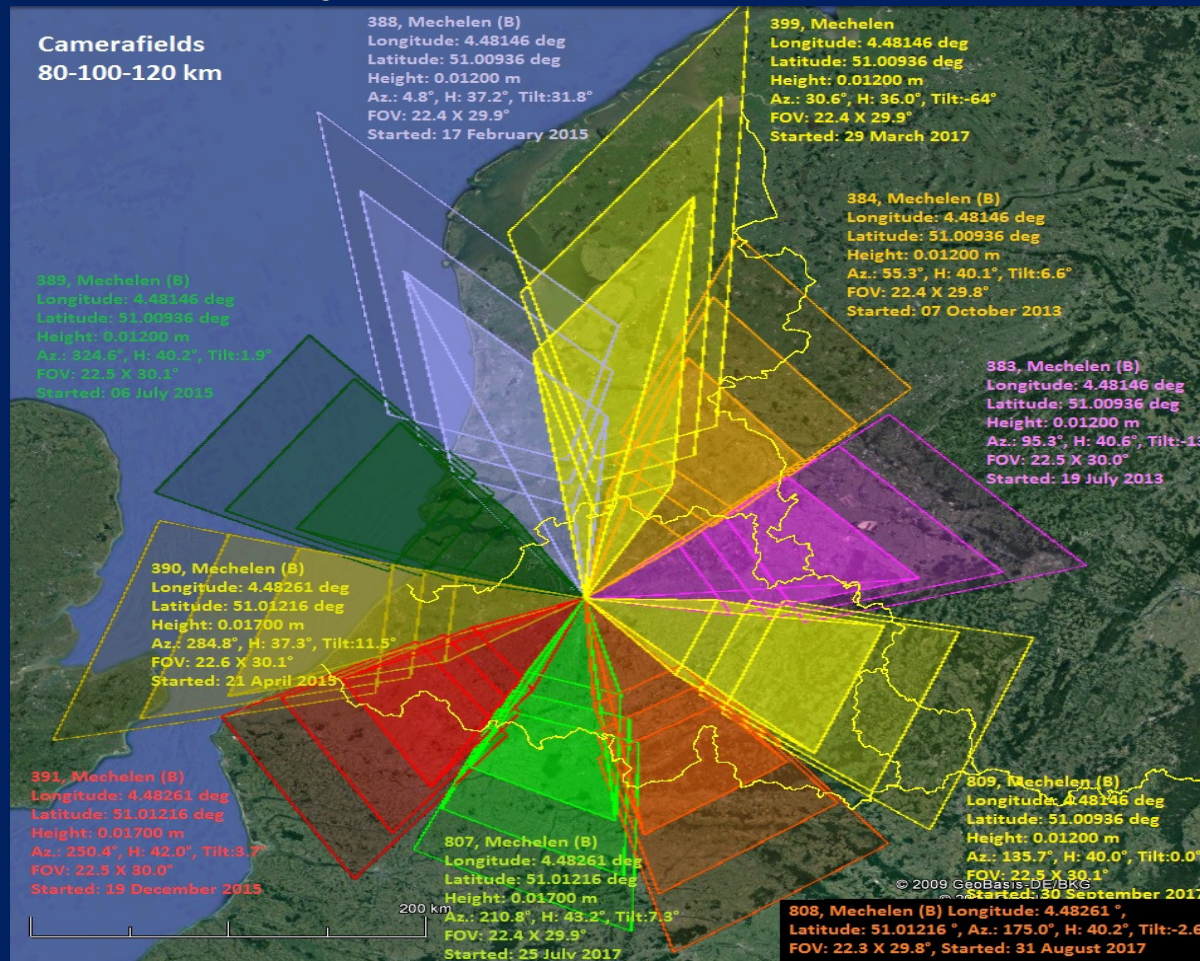 Camerafields
80-100-120 km
388, Mechelen (B)
Longitude: 4.48146 deg
Latitude: 51.00936 deg
Height: 0.01200 m
Az.: 4.8°, H: 37.2°, Tilt:31.8°
FOV: 22.4 X 29.9°
Started: 17 February 2015
399, Mechelen
Longitude: 4.48146 deg
Latitude: 51.00936 deg
Height: 0.01200 m
Az.: 30.6°, H: 36.0°, Tilt:-64°
FOV: 22.4 X 29.9°
Started: 29 March 2017
384, Mechelen (B)
Longitude: 4.48146 deg
Latitude: 51.00936 deg
Height: 0.01200 m
Az.: 55.3°, H: 40.1°, Tilt:6.6°
FOV: 22.4 X 29.8°
Started: 07 October 2013
389, Mechelen (B)
Longitude: 4.48146 deg
Latitude: 51.00936 deg
Height: 0.01200 m
Az.: 324.6°, H: 40.2°, Tilt:1.9°
FOV: 22.5 X 30.1°
Started: 06 July 2015
383, Mechelen (B)
Longitude: 4.48146 deg
Latitude: 51.00936 deg
Height: 0.01200 m
Az.: 95.3°, H: 40.6°,
FOV: 22.5 X 30.0°
Started: 19 July 2013
390, Mechelen (B)
Longitude: 4.48261 deg
Latitude: 51.01216 deg
Height: 0.01700 m
Az.: 284.8°, H: 37.3°, Tilt:11.5°
FOV: 22.6 X 30.1°
Started: 21 April 2015
391, Mechelen (B)
Longitude: 4.48261 deg
Latitude: 51.01216 deg
Height: 0.01700 m
Az.: 250.4°, H: 42.0°, Tilt:3.7°
FOV: 22.5 X 30.0°
Started: 19 December 2015
807, Mechelen (B)
Longitude: 4.48261 deg
Latitude: 51.01216 deg
Height: 0.01700 m
Az.: 210.8°, H: 43.2°, Tilt:7.3°
FOV: 22.4 X 29.9°
Started: 25 July 2017
200 km
809, Mechelen (B)
Longitude: 4.48146 deg
Latitude: 51.00936 deg
Height: 0.01200 m
Az.: 135.7°, H: 40.0°, Tilt:0.0°
FOV: 22.5 X 30.1°
© 2009 GeoBasis-DE/BKG
Started: 30 September 2017
808, Mechelen (B) Longitude: 4.48261 °,
Latitude: 51.01216 °, Az.: 175.0°, H: 40.2°, Tilt:-2.6
FOV: 22.3 X 29.8°, Started: 31 August 2017